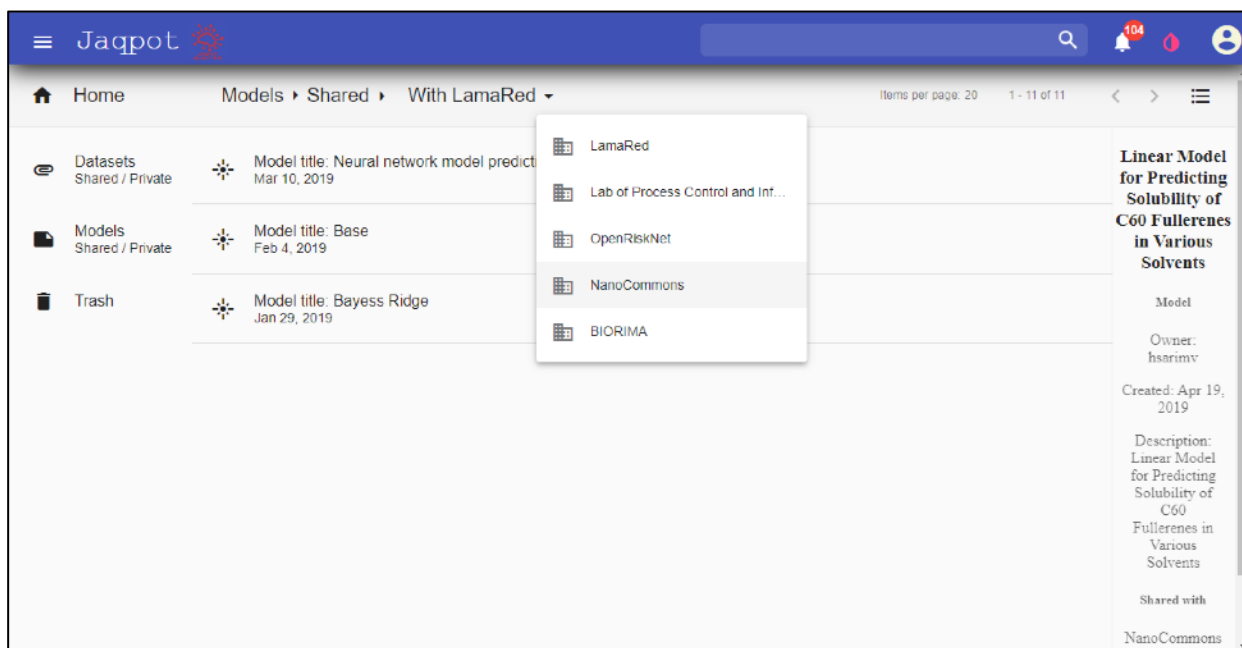 Jaqpot
104
Home
Models ▸ Shared ▸ With LamaRed
Items per page: 20
1 - 11 of 11
Datasets
Shared / Private
Models
Shared / Private
Trash
Model title: Neural network model predict
Mar 10, 2019
Model title: Base
Feb 4, 2019
Model title: Bayess Ridge
Jan 29, 2019
LamaRed
Lab of Process Control and Inf...
OpenRiskNet
NanoCommons
BIORIMA
Linear Model
for Predicting
Solubility of
C60 Fullerenes
in Various
Solvents
Model
Owner:
hsarimv
Created: Apr 19,
2019
Description:
Linear Model
for Predicting
Solubility of
C60
Fullerenes in
Various
Solvents
Shared with
NanoCommons